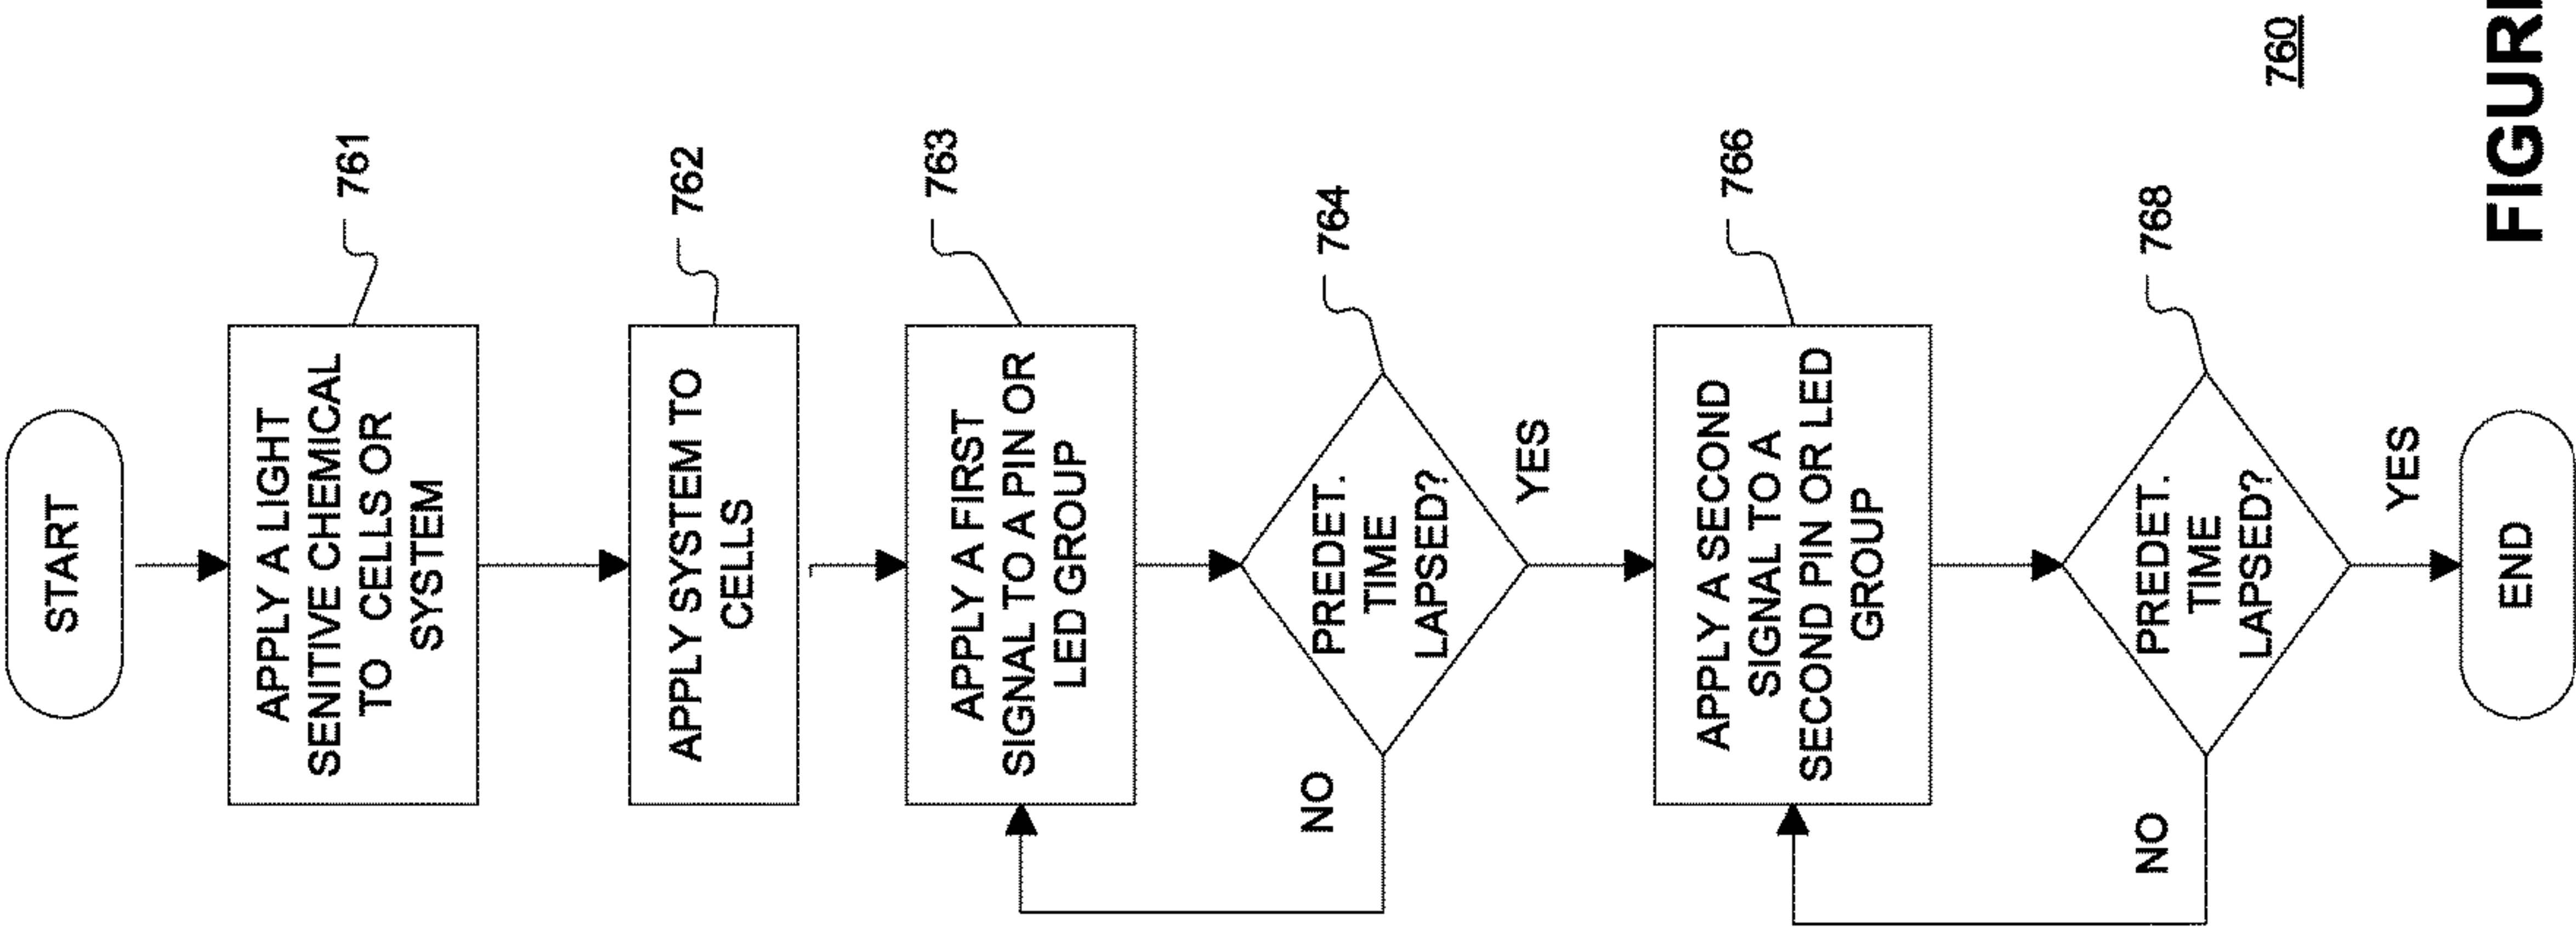 START
APPLY A LIGHT
SENITIVE CHEMICAL
TO CELLS OR
SYSTEM
761
APPLY SYSTEM TO
CELLS
762
APPLY A FIRST
SIGNAL TO A PIN OR
LED GROUP
763
PREDET.
TIME
LAPSED?
764
NO
YES
APPLY A SECOND
SIGNAL TO A
SECOND PIN OR LED
GROUP
766
PREDET.
TIME
LAPSED?
768
NO
YES
END
760